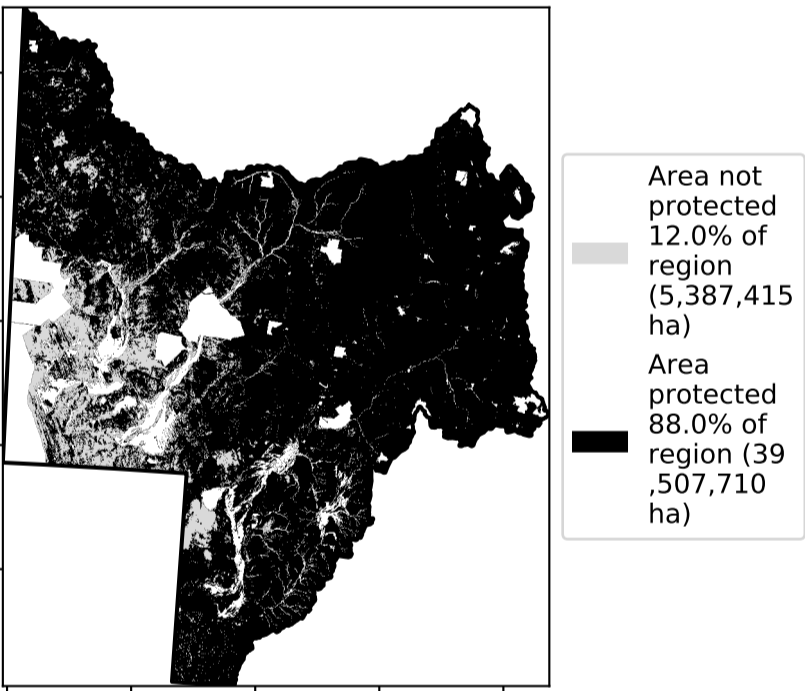 Area not
protected
12.0% of
region
(5,387,415
ha)
Area
protected
88.0% of
region (39
,507,710
ha)